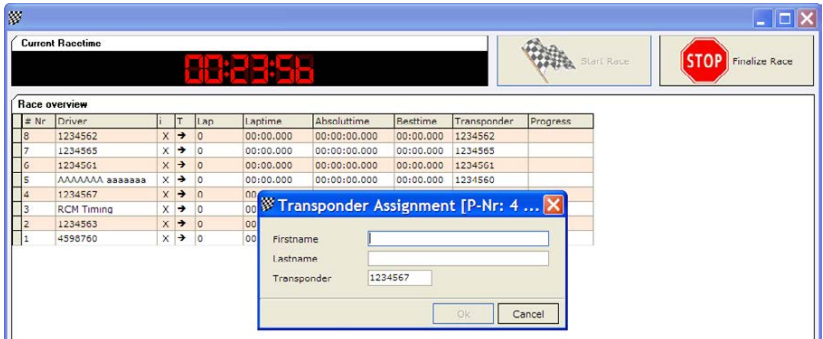 Current Racetime
00:23:56
Start Race
STOP Finalize Race
Race overview
# Nr Driver i T Lap Laptime Absoluttime Besttime Transponder Progress
8 1234562 X → 0 00:00.000 00:00:00.000 00:00.000 1234562
7 1234565 X → 0 00:00.000 00:00:00.000 00:00.000 1234565
6 1234561 X → 0 00:00.000 00:00:00.000 00:00.000 1234561
5 AAAAAAA aaaaaaa X → 0 00:00.000 00:00:00.000 00:00.000 1234560
4 1234567 X → 0 00
3 RCM Timing X → 0 00
2 1234563 X → 0 00
1 4598760 X → 0 00
Transponder Assignment [P-Nr: 4 ...
Firstname
Lastname
Transponder 1234567
Ok Cancel